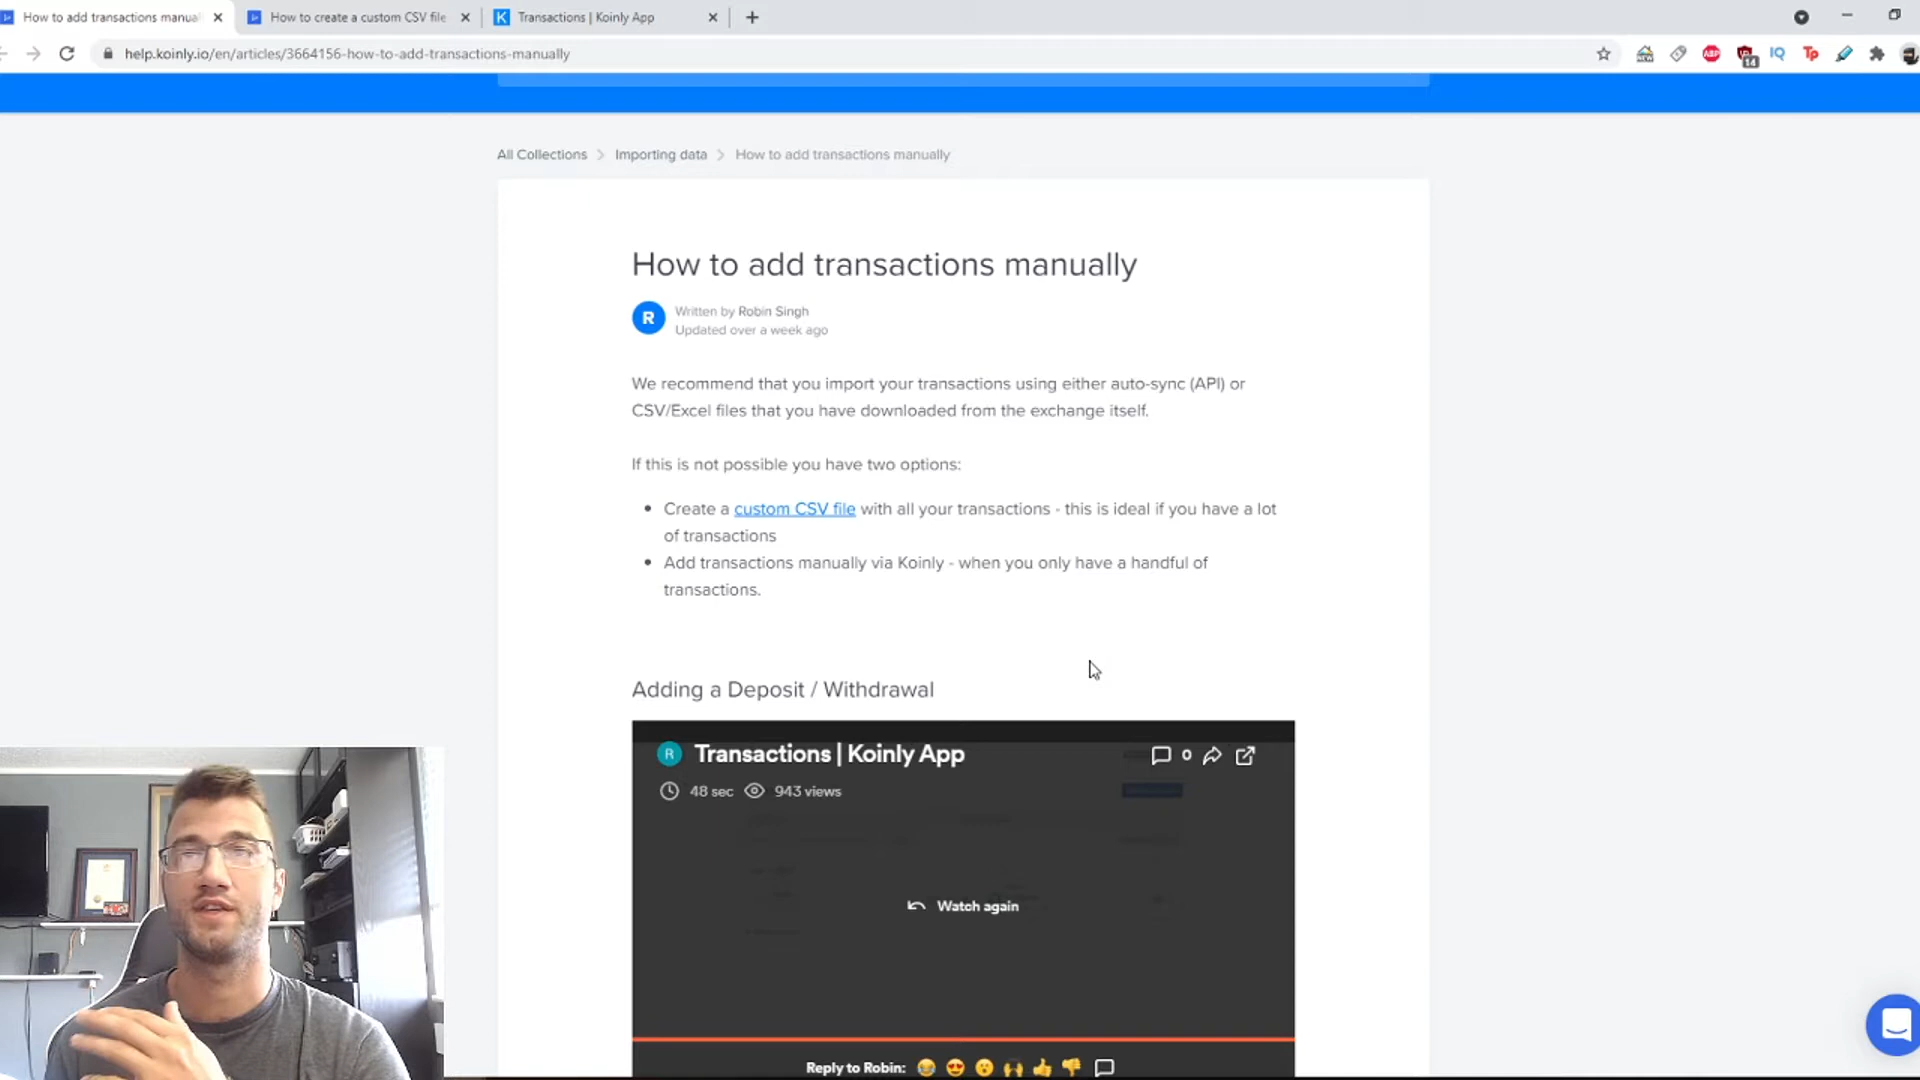 How to add transactions manua
How to create a custom CSV file
Transactions | Koinly App
help.koinly.io/en/articles/3664156-how-to-add-transactions-manually
NEW
ABP
14
IQ
Tp
All Collections > Importing data > How to add transactions manually
How to add transactions manually
R
Written by Robin Singh
Updated over a week ago
We recommend that you import your transactions using either auto-sync (API) or
CSV/Excel files that you have downloaded from the exchange itself.
If this is not possible you have two options:
• Create a custom CSV file with all your transactions - this is ideal if you have a lot
of transactions
• Add transactions manually via Koinly - when you only have a handful of
transactions.
Adding a Deposit / Withdrawal
R Transactions | Koinly App
0
48 sec 943 views
Watch again
Reply to Robin: